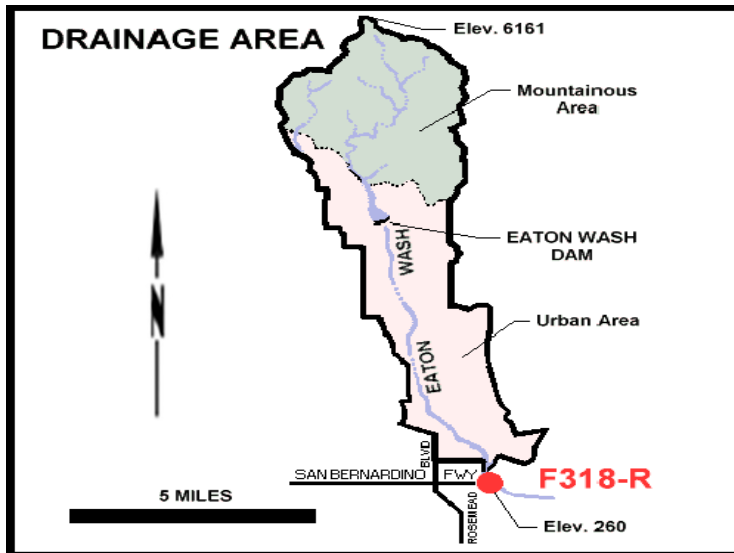 DRAINAGE AREA
Elev. 6161
Mountainous
Area
N
EATON WASH
DAM
WASH
Urban Area
EATON
BLVD
SAN BERNARDINO FWY
F318-R
5 MILES
ROSEMEAD
Elev. 260